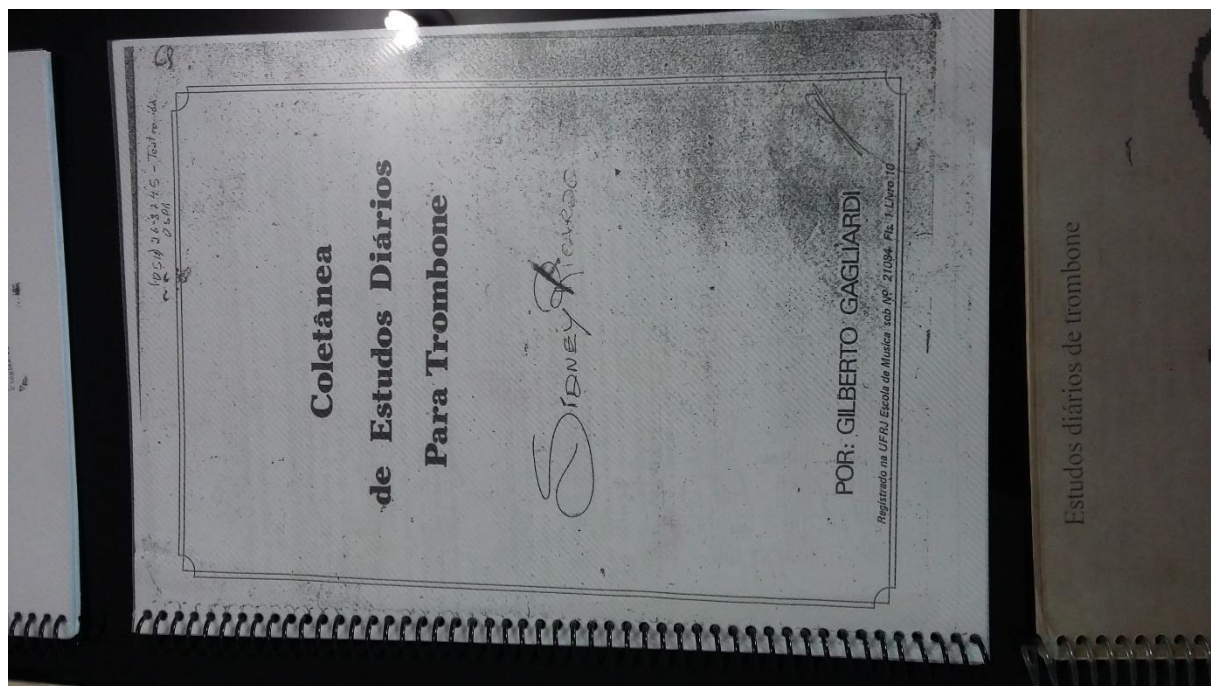 Coletânea
de Estudos Diários
Para Trombone
SIDNEY RICARDO
POR: GILBERTO GAGLIARDI
Registrado na UFRJ Escola de Musica sob Nº 21084 Fls. 1 Livro 10
Estudos diários de trombone